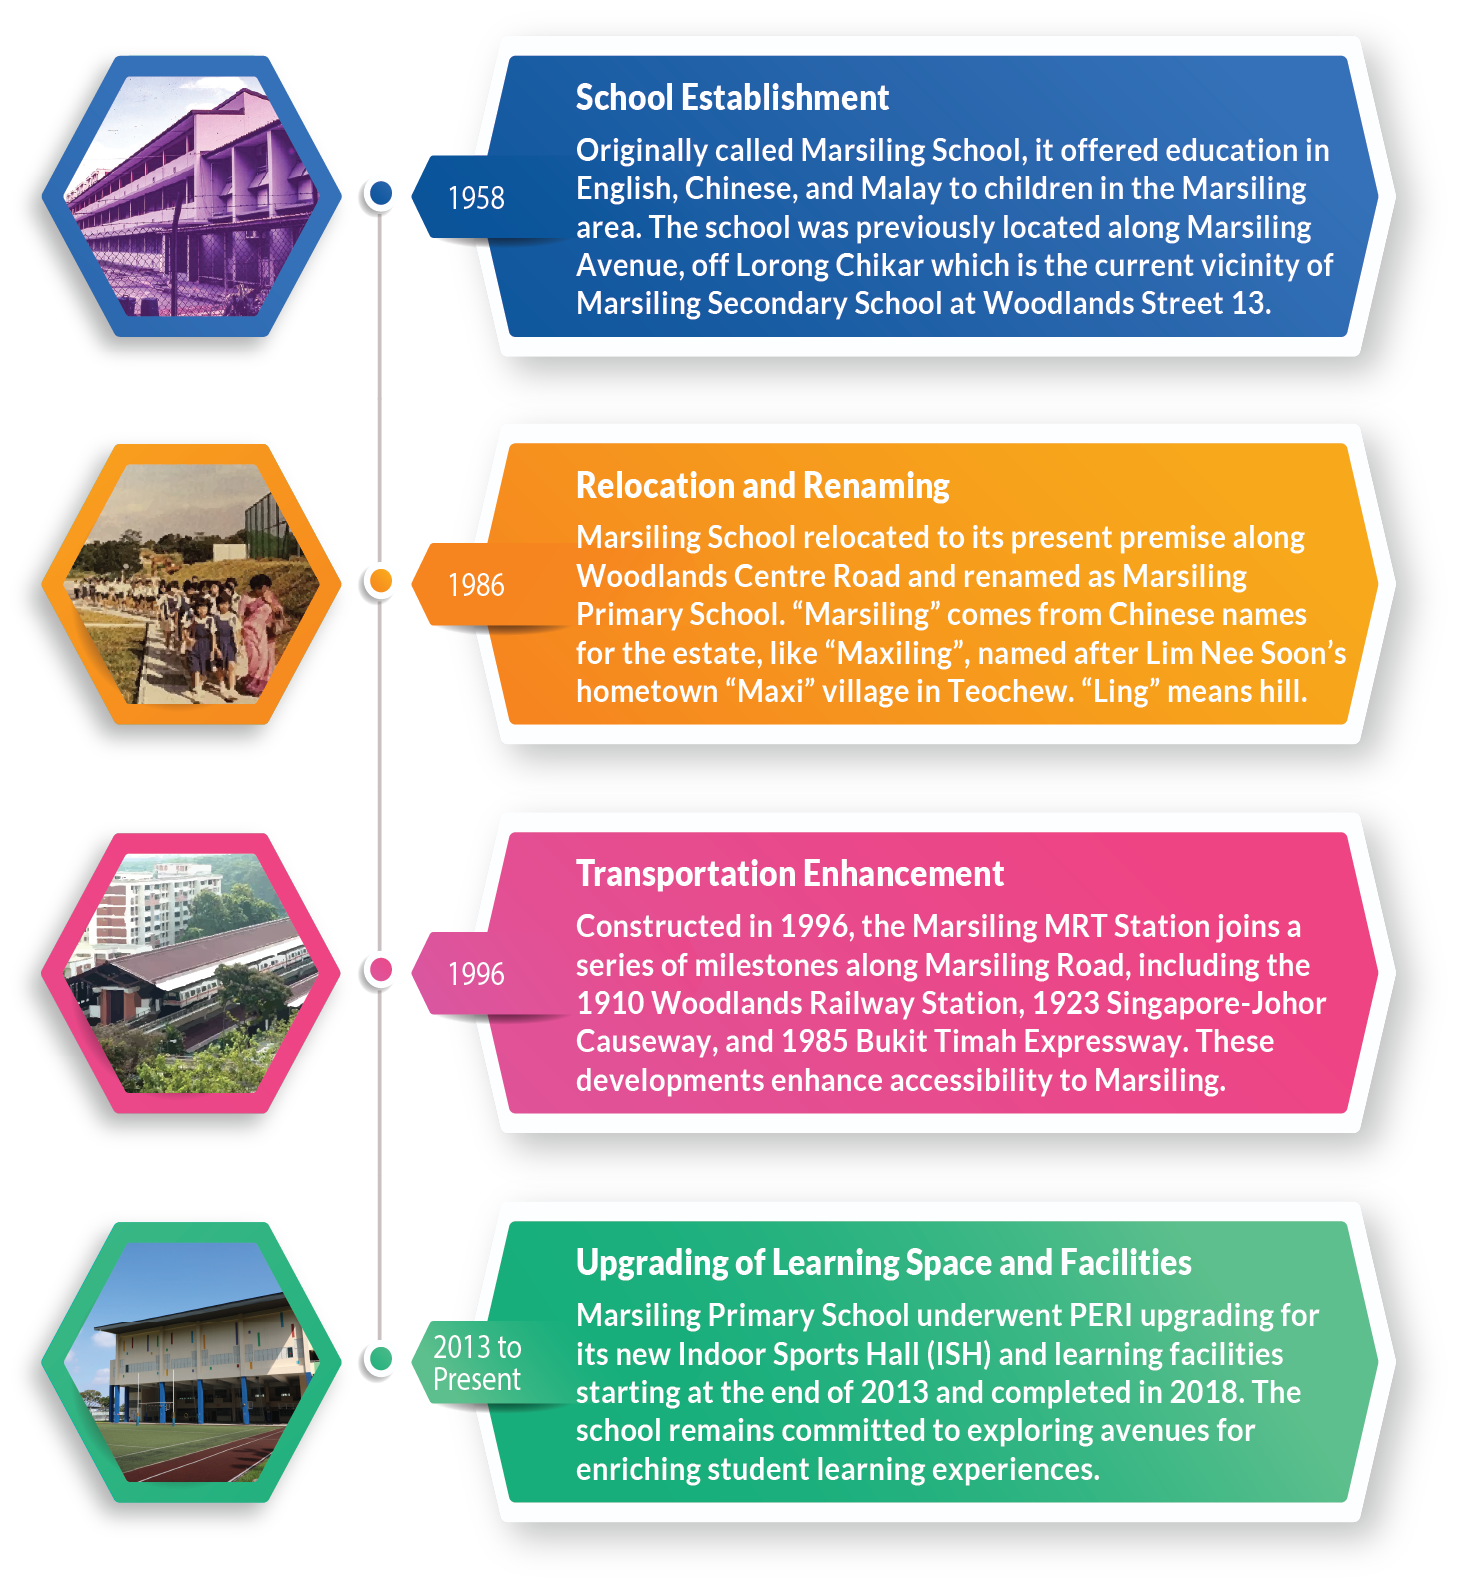 School Establishment
Originally called Marsiling School, it offered education in
English, Chinese, and Malay to children in the Marsiling
area. The school was previously located along Marsiling
Avenue, off Lorong Chikar which is the current vicinity of
Marsiling Secondary School at Woodlands Street 13.
1958
Relocation and Renaming
Marsiling School relocated to its present premise along
Woodlands Centre Road and renamed as Marsiling
Primary School. “Marsiling” comes from Chinese names
for the estate, like “Maxiling”, named after Lim Nee Soon’s
hometown “Maxi” village in Teochew. “Ling” means hill.
1986
Transportation Enhancement
Constructed in 1996, the Marsiling MRT Station joins a
series of milestones along Marsiling Road, including the
1910 Woodlands Railway Station, 1923 Singapore-Johor
Causeway, and 1985 Bukit Timah Expressway. These
developments enhance accessibility to Marsiling.
1996
Upgrading of Learning Space and Facilities
Marsiling Primary School underwent PERI upgrading for
its new Indoor Sports Hall (ISH) and learning facilities
starting at the end of 2013 and completed in 2018. The
school remains committed to exploring avenues for
enriching student learning experiences.
2013 to
Present